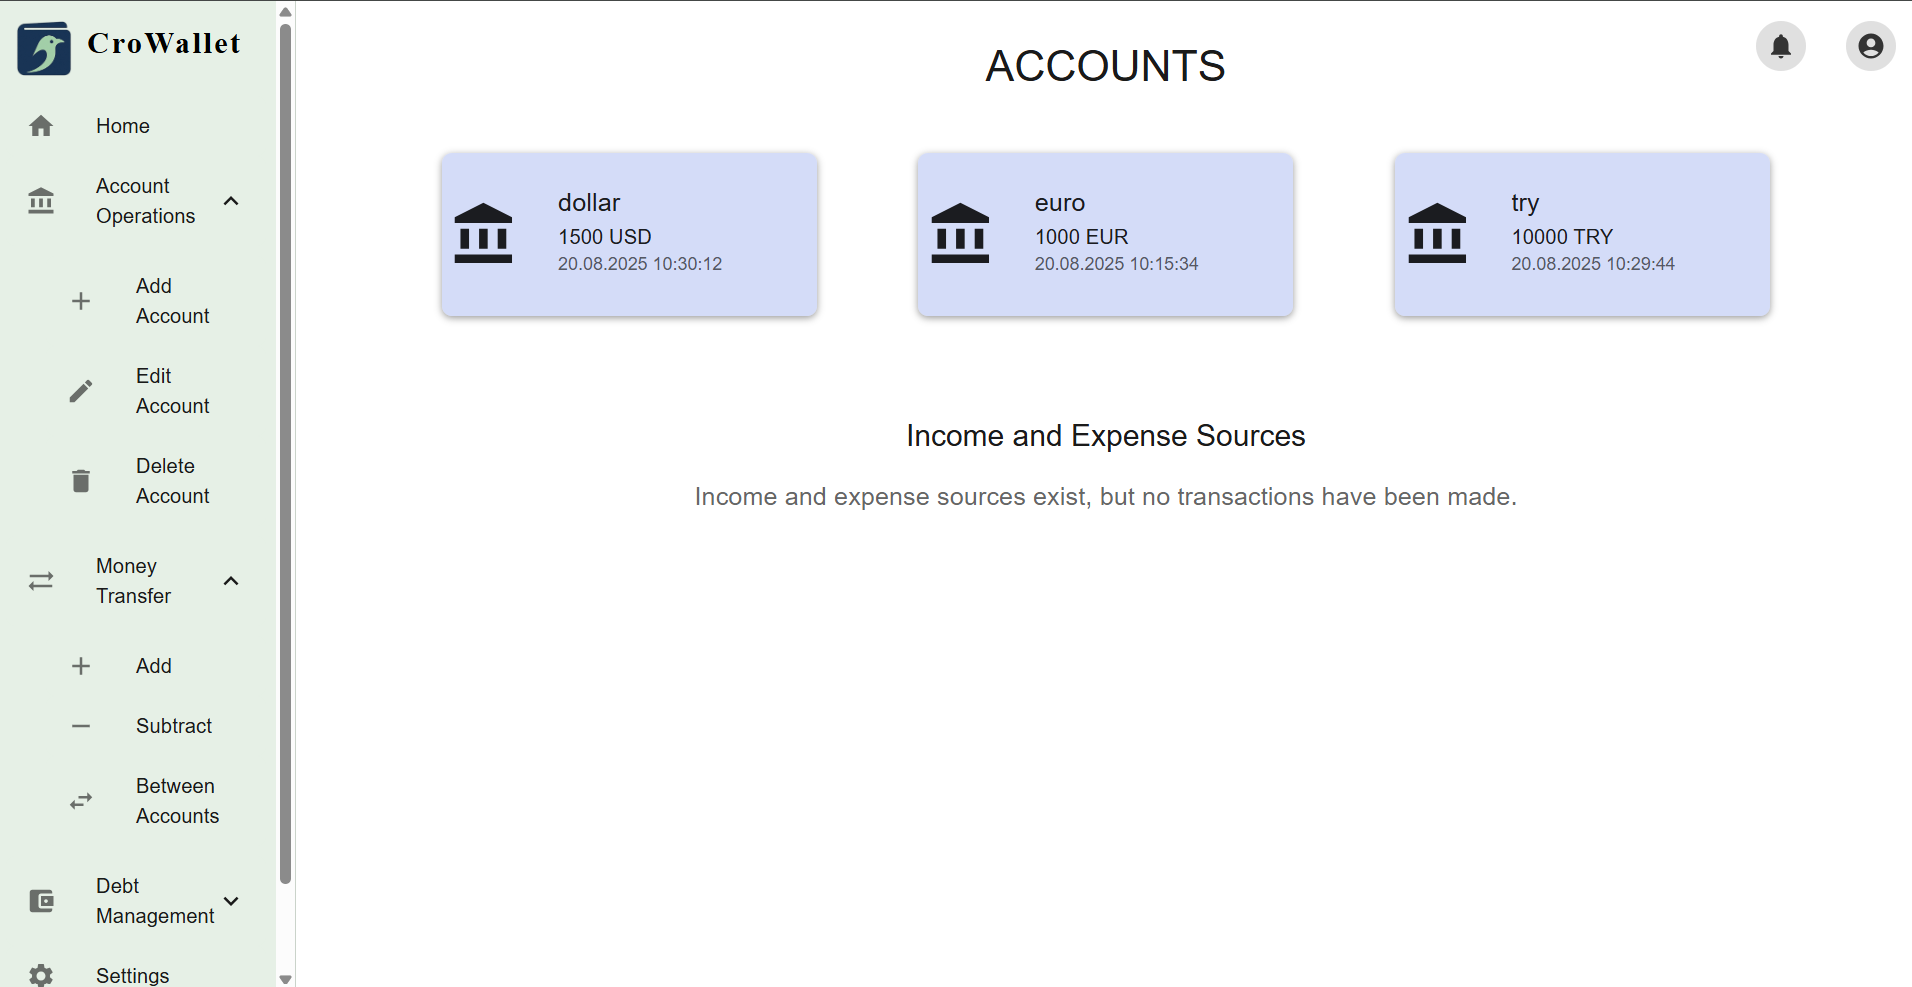 CroWallet
Home
Account
Operations
Add
Account
Edit
Account
Delete
Account
Money
Transfer
Add
Subtract
Between
Accounts
Debt
Management
Settings
ACCOUNTS
dollar
1500 USD
20.08.2025 10:30:12
euro
1000 EUR
20.08.2025 10:15:34
try
10000 TRY
20.08.2025 10:29:44
Income and Expense Sources
Income and expense sources exist, but no transactions have been made.